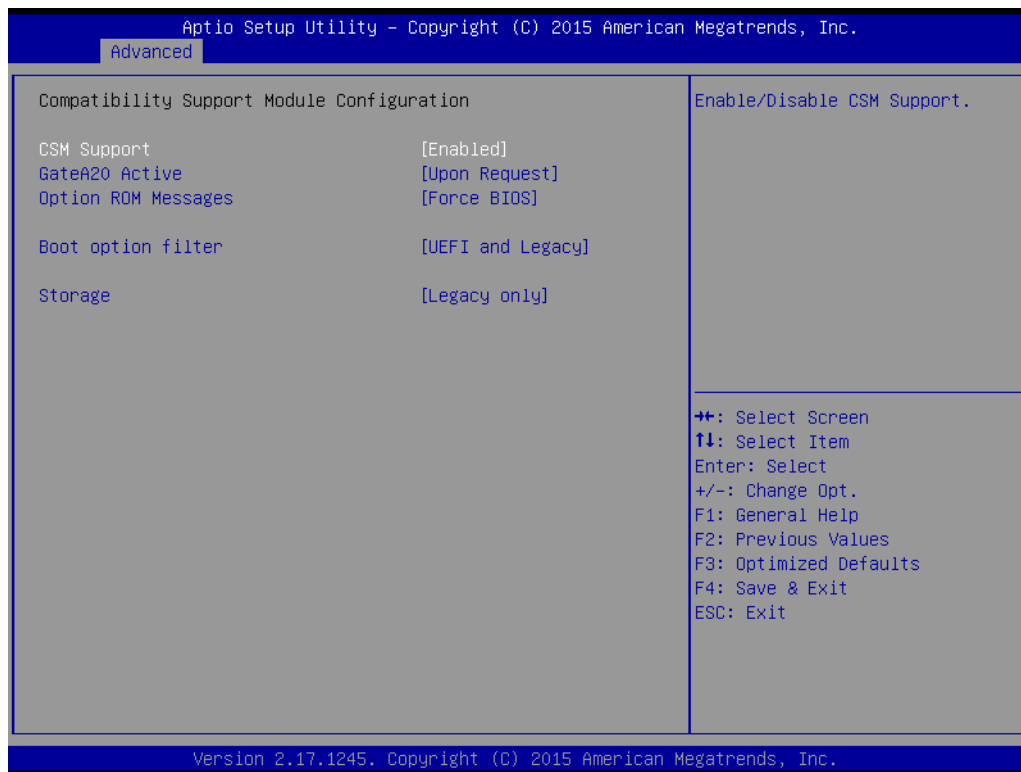 Aptio Setup Utility – Copyright (C) 2015 American Megatrends, Inc.
Advanced
Compatibility Support Module Configuration
CSM Support [Enabled]
GateA20 Active [Upon Request]
Option ROM Messages [Force BIOS]
Boot option filter [UEFI and Legacy]
Storage [Legacy only]
Enable/Disable CSM Support.
→←: Select Screen
↑↓: Select Item
Enter: Select
+/-: Change Opt.
F1: General Help
F2: Previous Values
F3: Optimized Defaults
F4: Save & Exit
ESC: Exit
Version 2.17.1245. Copyright (C) 2015 American Megatrends, Inc.